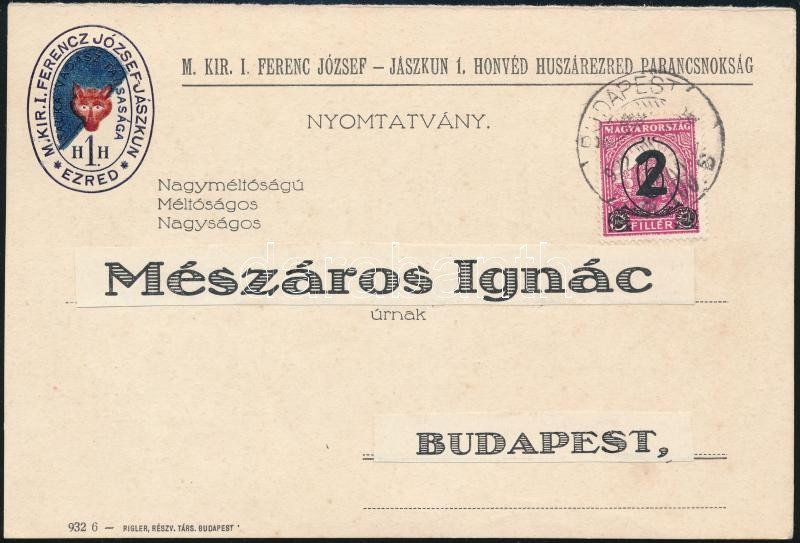 M. KIR. I. FERENCZ JÓZSEF-JÁSZKUN
EZRED
H 1 H
M. KIR. I. FERENC JÓZSEF – JÁSZKUN 1. HONVÉD HUSZÁREZRED PARANCSNOKSÁG
NYOMTATVÁNY.
BUDAPEST
MAGYARORSZÁG
2
FILLÉR
Nagyméltóságú
Méltóságos
Nagyságos
Mészáros Ignác
úrnak
BUDAPEST,
932 6 — RIGLER, RÉSZV. TÁRS. BUDAPEST